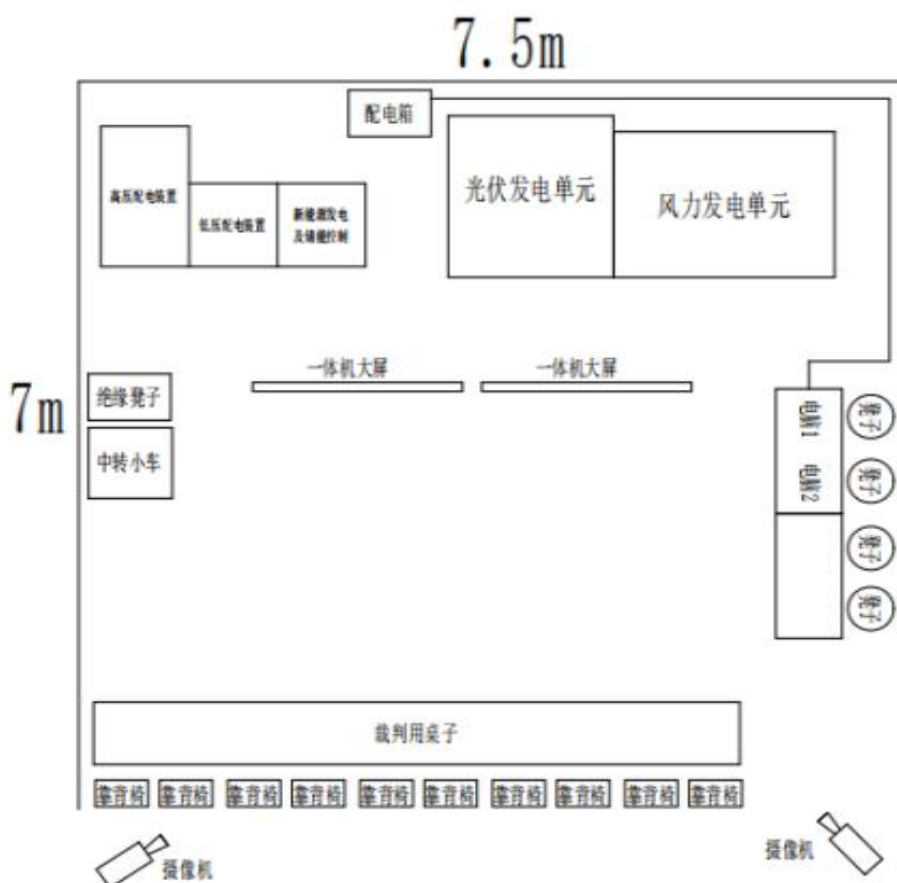 7.5m
配电箱
高压配电装置
低压配电装置
新能源发电
及储能控制
光伏发电单元
风力发电单元
一体机大屏
一体机大屏
7m
绝缘凳子
中转小车
电脑1
凳子
电脑2
凳子
凳子
凳子
裁判用桌子
靠背椅
靠背椅
靠背椅
靠背椅
靠背椅
靠背椅
靠背椅
靠背椅
靠背椅
靠背椅
摄像机
摄像机